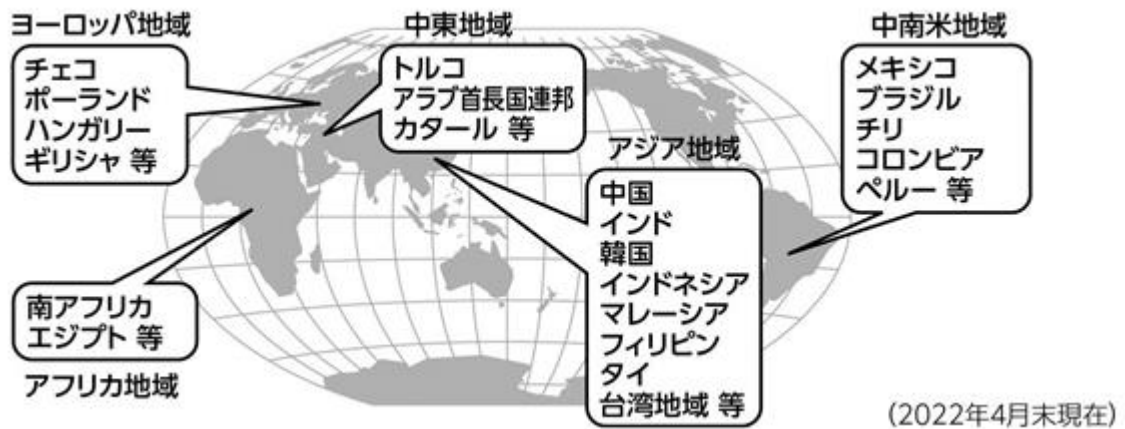 ヨーロッパ地域
チェコ
ポーランド
ハンガリー
ギリシャ 等
中東地域
トルコ
アラブ首長国連邦
カタール 等
中南米地域
メキシコ
ブラジル
チリ
コロンビア
ペルー 等
アジア地域
中国
インド
韓国
インドネシア
マレーシア
フィリピン
タイ
台湾地域 等
南アフリカ
エジプト 等
アフリカ地域
(2022年4月末現在)